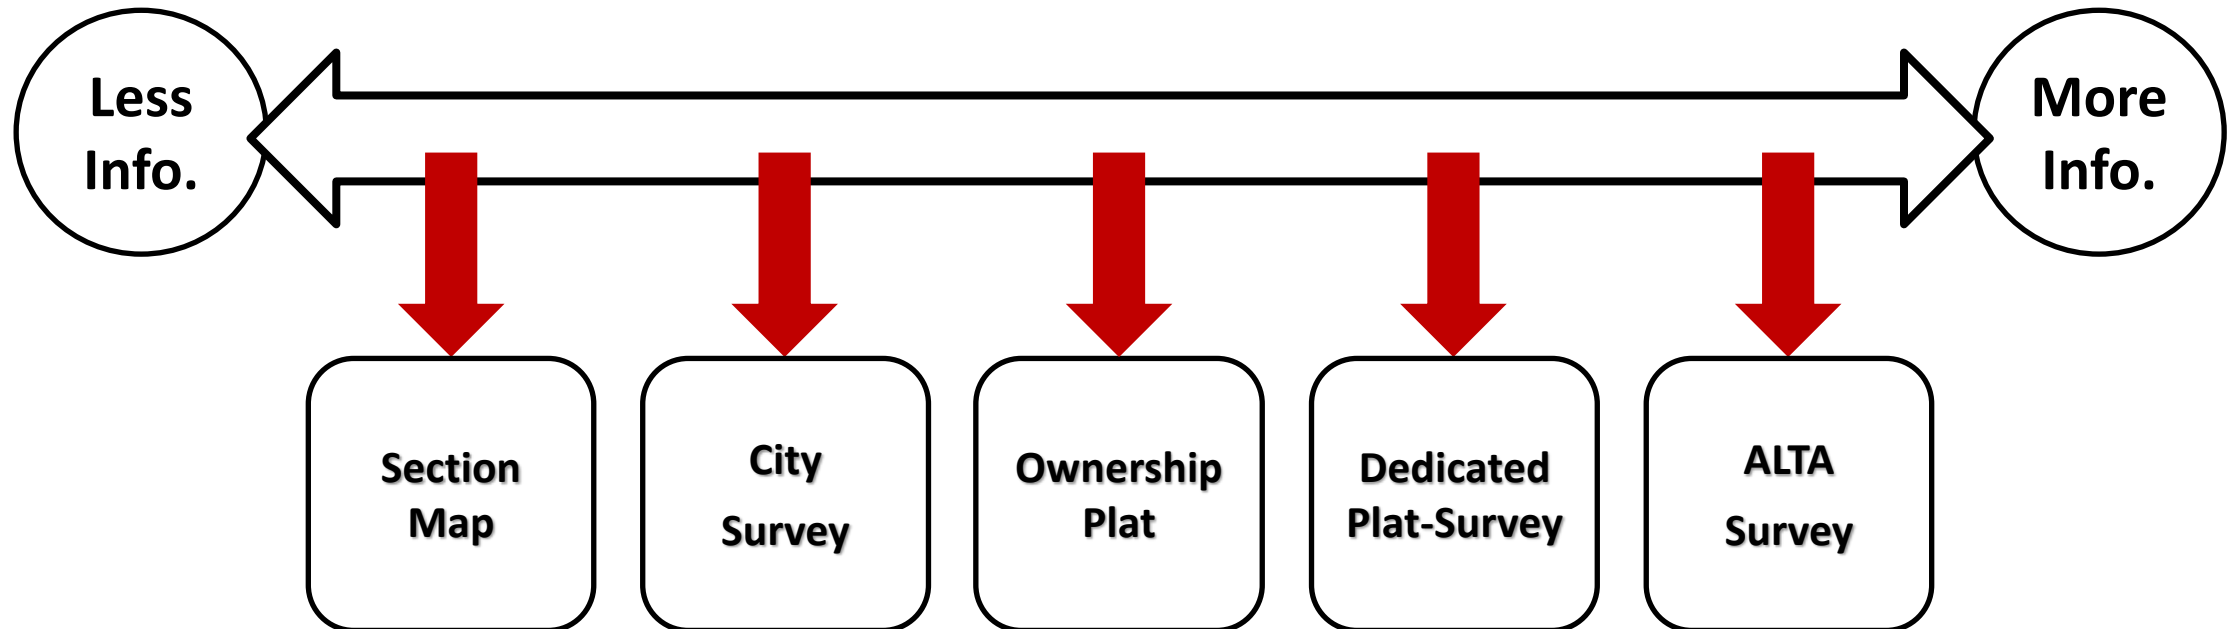 Less
Info.
More
Info.
Section
Map
City
Survey
Ownership
Plat
Dedicated
Plat-Survey
ALTA
Survey